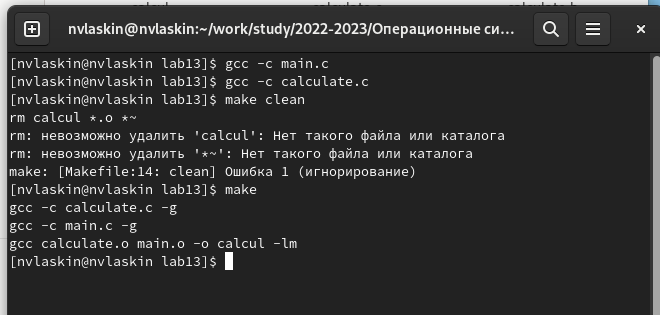 nvlaskin@nvlaskin:~/work/study/2022-2023/Операционные си...
[nvlaskin@nvlaskin lab13]$ gcc -c main.c
[nvlaskin@nvlaskin lab13]$ gcc -c calculate.c
[nvlaskin@nvlaskin lab13]$ make clean
rm calcul *.o *~
rm: невозможно удалить 'calcul': Нет такого файла или каталога
rm: невозможно удалить '*~': Нет такого файла или каталога
make: [Makefile:14: clean] Ошибка 1 (игнорирование)
[nvlaskin@nvlaskin lab13]$ make
gcc -c calculate.c -g
gcc -c main.c -g
gcc calculate.o main.o -o calcul -lm
[nvlaskin@nvlaskin lab13]$